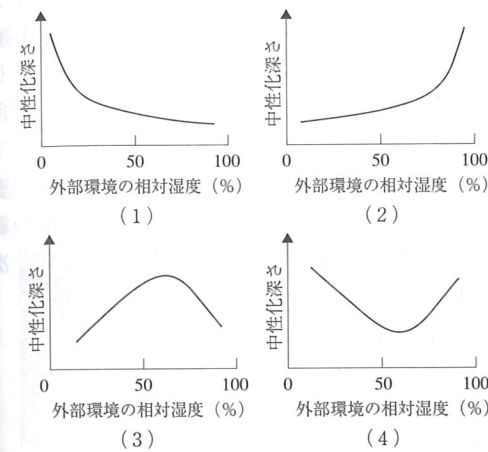 中性化深さ
0 50 100
外部環境の相対湿度（%）
（1）
中性化深さ
0 50 100
外部環境の相対湿度（%）
（2）
中性化深さ
0 50 100
外部環境の相対湿度（%）
（3）
中性化深さ
0 50 100
外部環境の相対湿度（%）
（4）